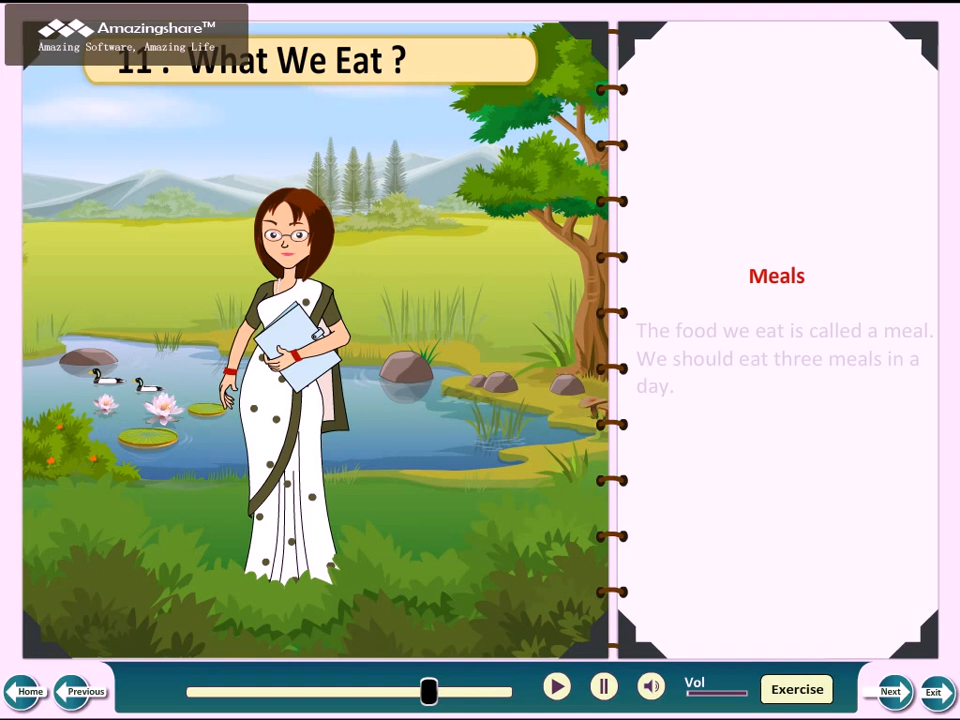 Amazingshare™
Amazing Software, Amazing Life
11 . What We Eat ?
Meals
The food we eat is called a meal.
We should eat three meals in a
day.
Home
Previous
Vol
Exercise
Next
Exit